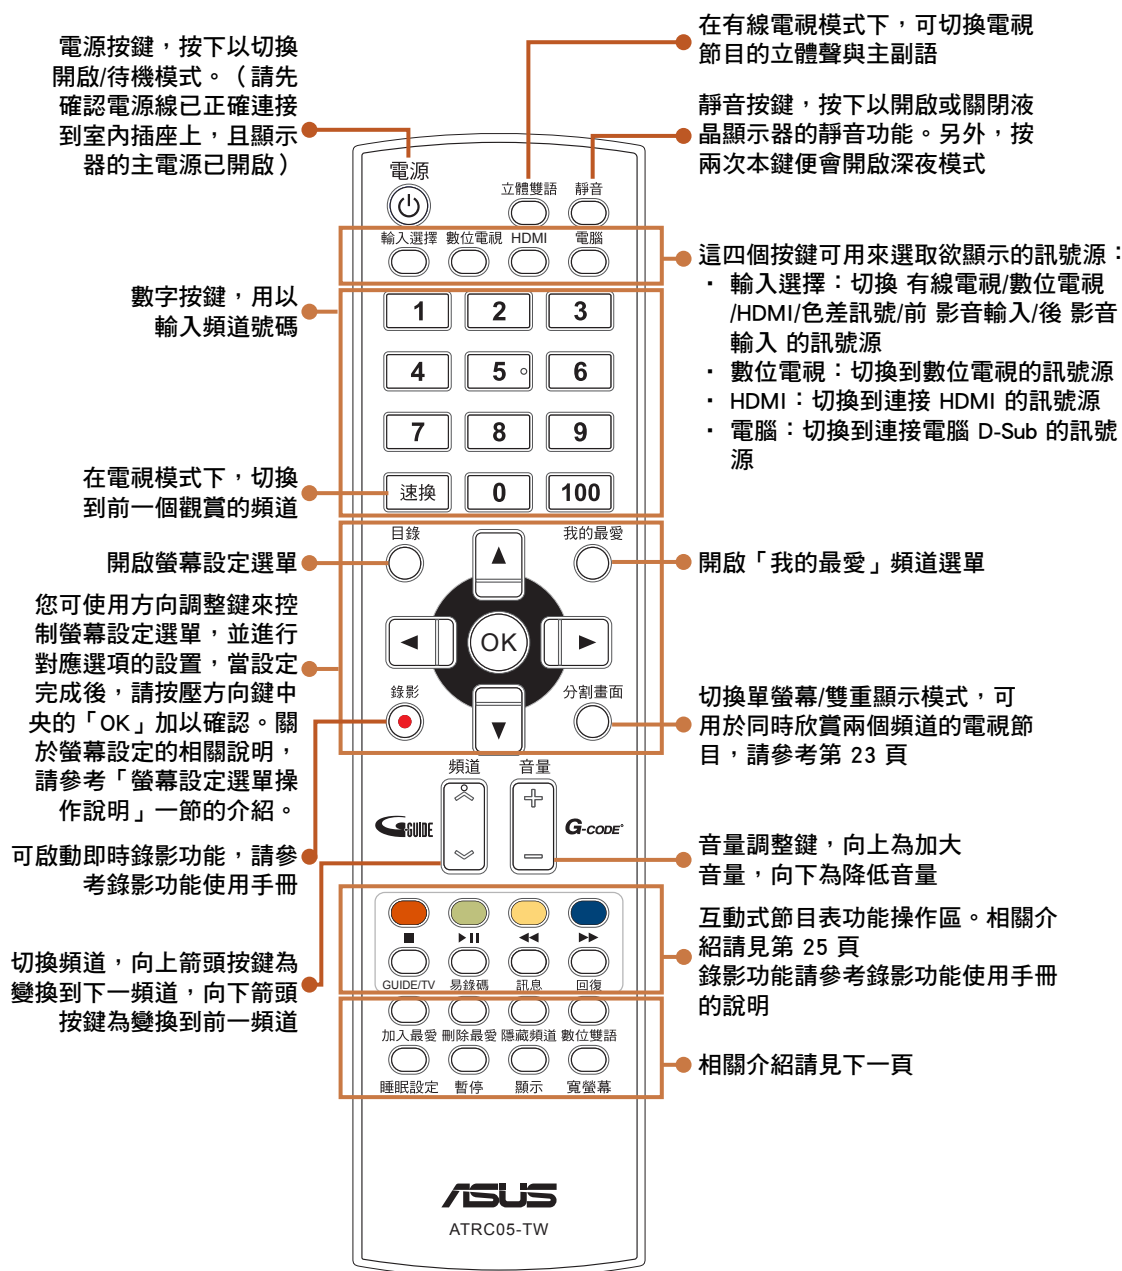 電源按鍵，按下以切換
開啟/待機模式。（請先
確認電源線已正確連接
到室內插座上，且顯示
器的主電源已開啟）
在有線電視模式下，可切換電視
節目的立體聲與主副語
靜音按鍵，按下以開啟或關閉液
晶顯示器的靜音功能。另外，按
兩次本鍵便會開啟深夜模式
電源
立體雙語 靜音
輸入選擇 數位電視 HDMI 電腦
這四個按鍵可用來選取欲顯示的訊號源：
• 輸入選擇：切換 有線電視/數位電視
/HDMI/色差訊號/前 影音輸入/後 影音
輸入 的訊號源
• 數位電視：切換到數位電視的訊號源
• HDMI：切換到連接 HDMI 的訊號源
• 電腦：切換到連接電腦 D-Sub 的訊號
源
數字按鍵，用以
輸入頻道號碼
1 2 3
4 5 6
7 8 9
速換 0 100
在電視模式下，切換
到前一個觀賞的頻道
目錄 我的最愛
開啟螢幕設定選單
開啟「我的最愛」頻道選單
您可使用方向調整鍵來控
制螢幕設定選單，並進行
對應選項的設置，當設定
完成後，請按壓方向鍵中
央的「OK」加以確認。關
於螢幕設定的相關說明，
請參考「螢幕設定選單操
作說明」一節的介紹。
OK
錄影 分割畫面
切換單螢幕/雙重顯示模式，可
用於同時欣賞兩個頻道的電視節
目，請參考第 23 頁
頻道 音量
G-GUIDE G-CODE®
可啟動即時錄影功能，請參
考錄影功能使用手冊
音量調整鍵，向上為加大
音量，向下為降低音量
切換頻道，向上箭頭按鍵為
變換到下一頻道，向下箭頭
按鍵為變換到前一頻道
互動式節目表功能操作區。相關介
紹請見第 25 頁
錄影功能請參考錄影功能使用手冊
的說明
GUIDE/TV 易錄碼 訊息 回復
加入最愛 刪除最愛 隱藏頻道 數位雙語
睡眠設定 暫停 顯示 寬螢幕
相關介紹請見下一頁
ASUS
ATRC05-TW